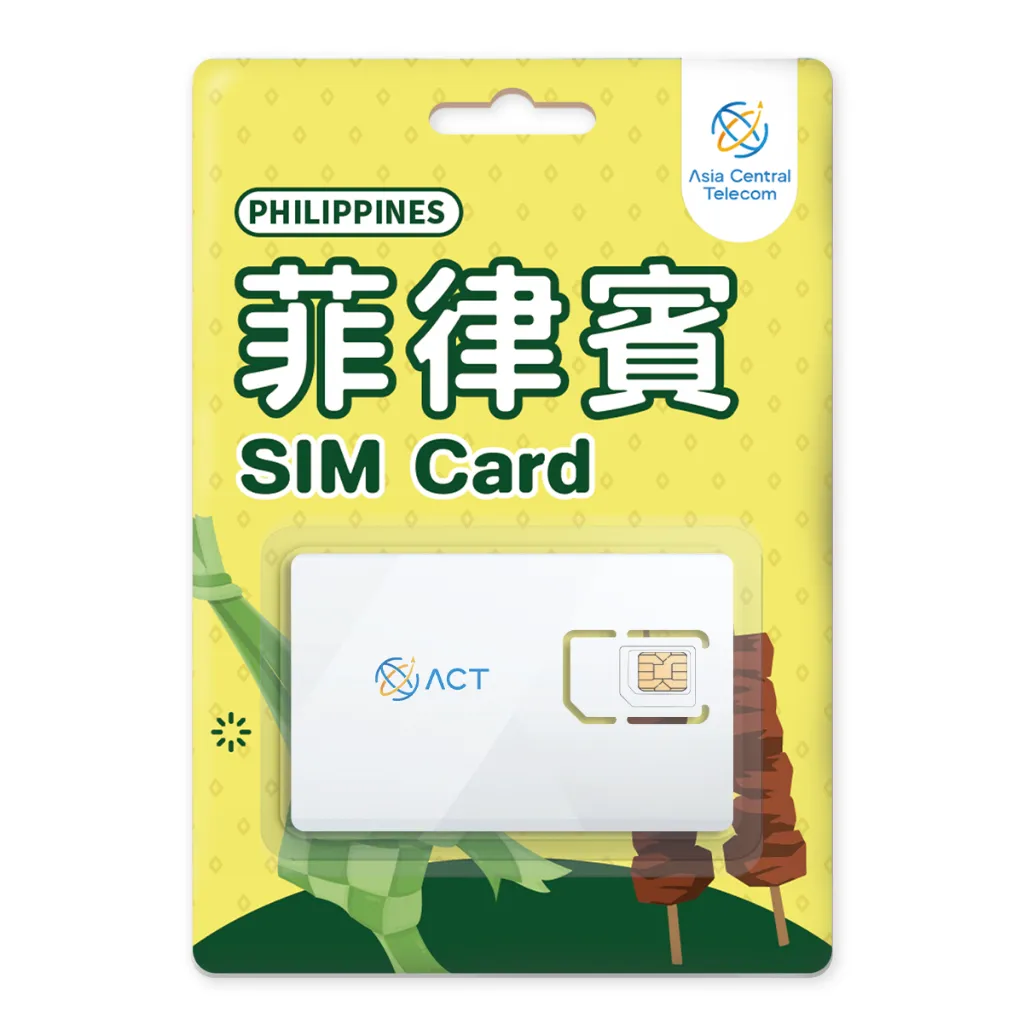 Asia Central
Telecom
PHILIPPINES
菲律賓
SIM Card
ACT